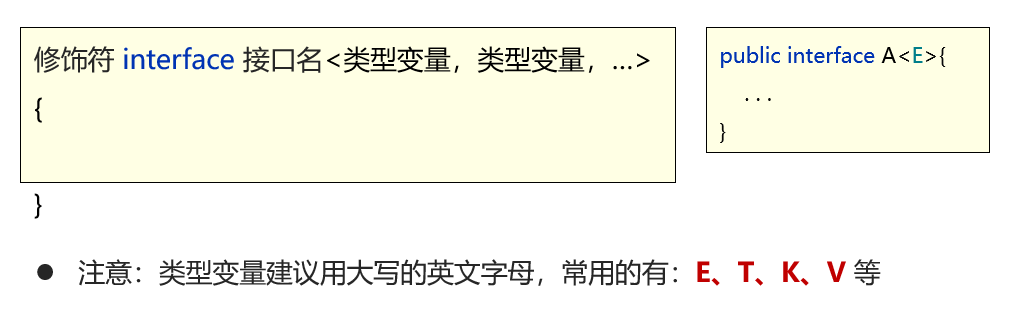 修饰符 interface 接口名<类型变量，类型变量，…>
{
}
public interface A<E>{
. . .
}
● 注意：类型变量建议用大写的英文字母，常用的有：E、T、K、V 等